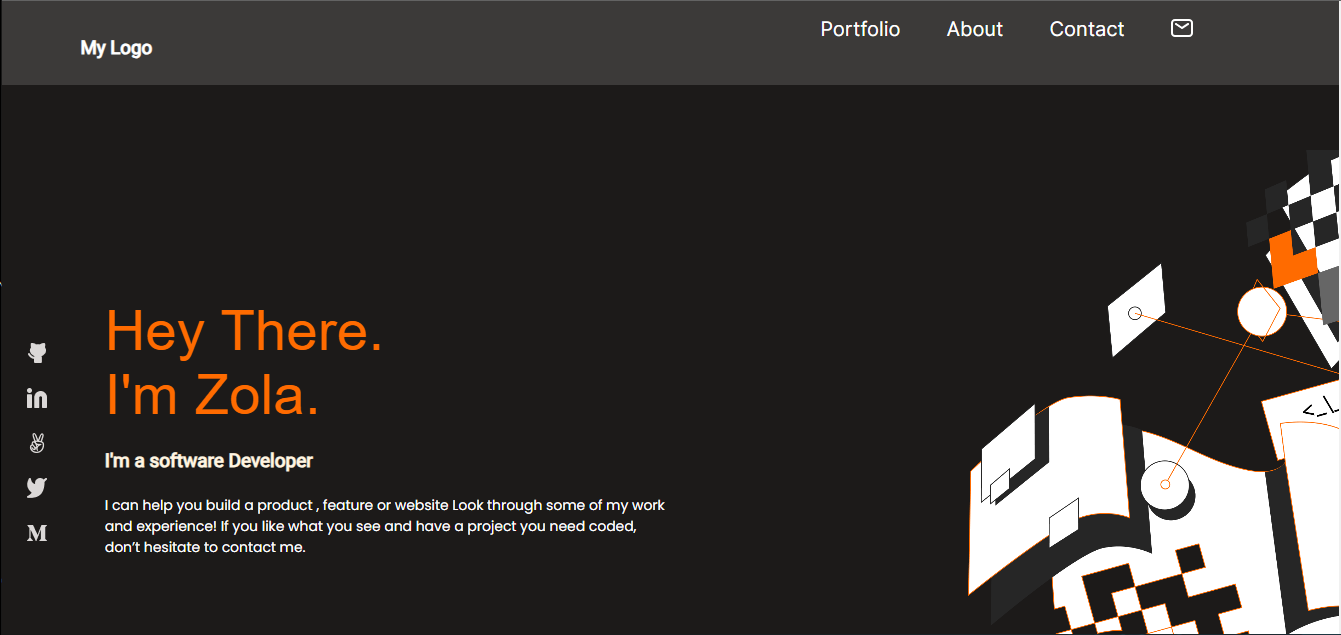 My Logo
Portfolio About Contact
Hey There.
I'm Zola.
I'm a software Developer
I can help you build a product , feature or website Look through some of my work
and experience! If you like what you see and have a project you need coded,
don’t hesitate to contact me.